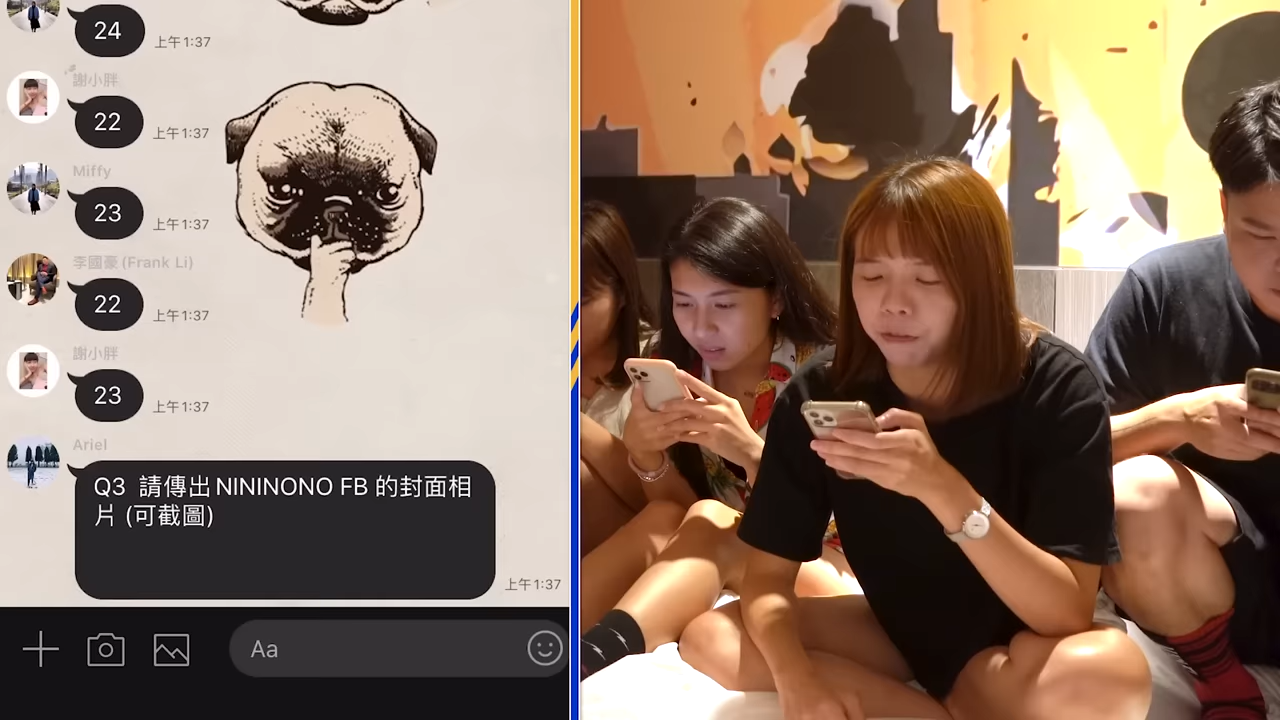 24
上午1:37
謝小胖
22
上午1:37
Miffy
23
上午1:37
李國豪 (Frank Li)
22
上午1:37
謝小胖
23
上午1:37
Ariel
Q3 請傳出NININONO FB 的封面相
片 (可截圖)
上午1:37
Aa